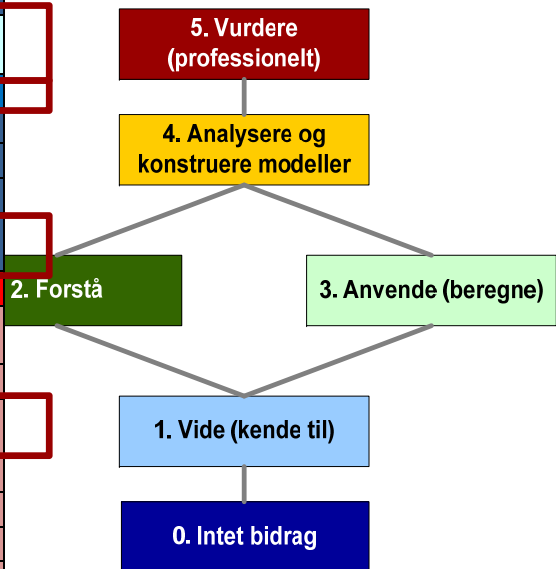 5. Vurdere
(professionelt)
4. Analysere og
konstruere modeller
2. Forstå
3. Anvende (beregne)
1. Vide (kende til)
0. Intet bidrag